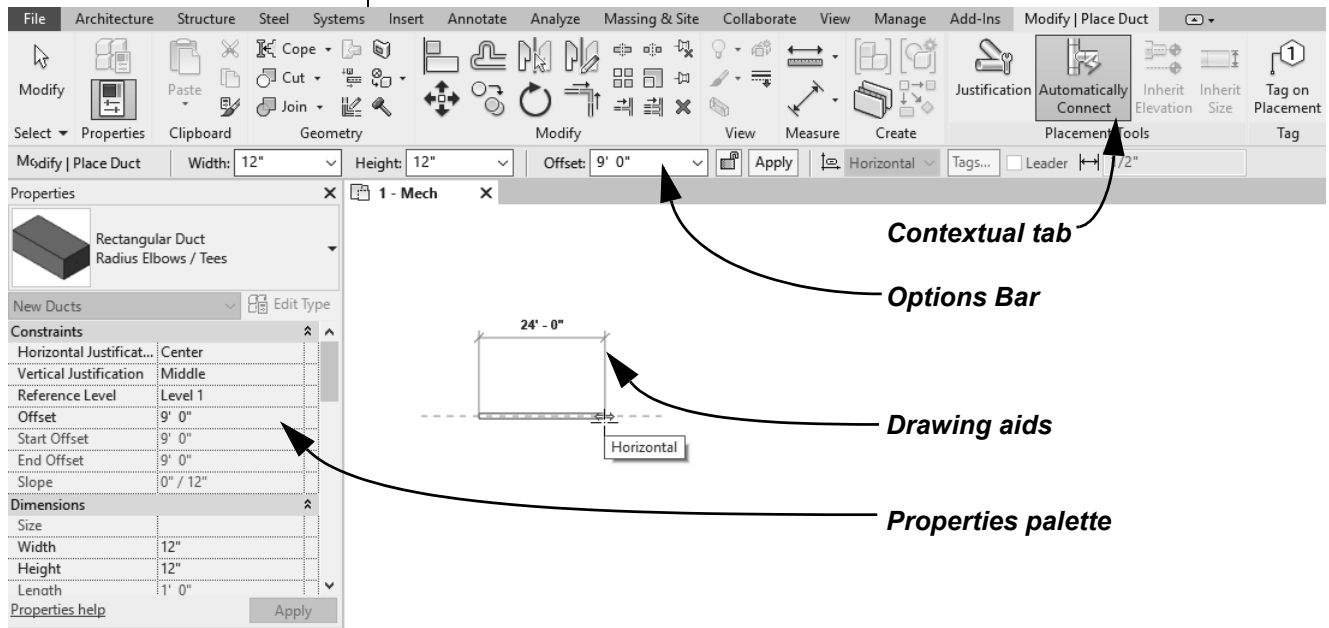 File Architecture Structure Steel Systems Insert Annotate Analyze Massing & Site Collaborate View Manage Add-Ins Modify | Place Duct
Modify
Paste
Cope
Cut
Join
Justification Automatically Connect Inherit Elevation Inherit Size Tag on Placement
1
Select Properties Clipboard Geometry Modify View Measure Create Placement Tools Tag
Modify | Place Duct Width: 12" Height: 12" Offset: 9' 0" Apply Horizontal Tags... Leader /2"
Properties
1 - Mech
Rectangular Duct
Radius Elbows / Tees
New Ducts Edit Type
Constraints
Horizontal Justificat... Center
Vertical Justification Middle
Reference Level Level 1
Offset 9' 0"
Start Offset 9' 0"
End Offset 9' 0"
Slope 0" / 12"
Dimensions
Size
Width 12"
Height 12"
Length 1' 0"
Properties help Apply
24' - 0"
Horizontal
Contextual tab
Options Bar
Drawing aids
Properties palette